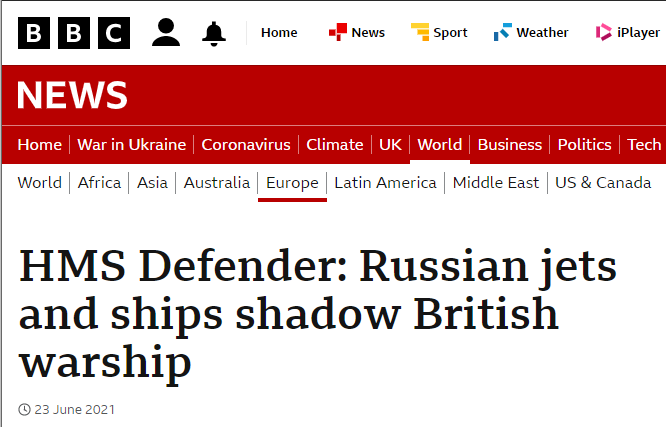 BBC Home News Sport Weather iPlayer
NEWS
Home War in Ukraine Coronavirus Climate UK World Business Politics Tech
World Africa Asia Australia Europe Latin America Middle East US & Canada
HMS Defender: Russian jets
and ships shadow British
warship
23 June 2021